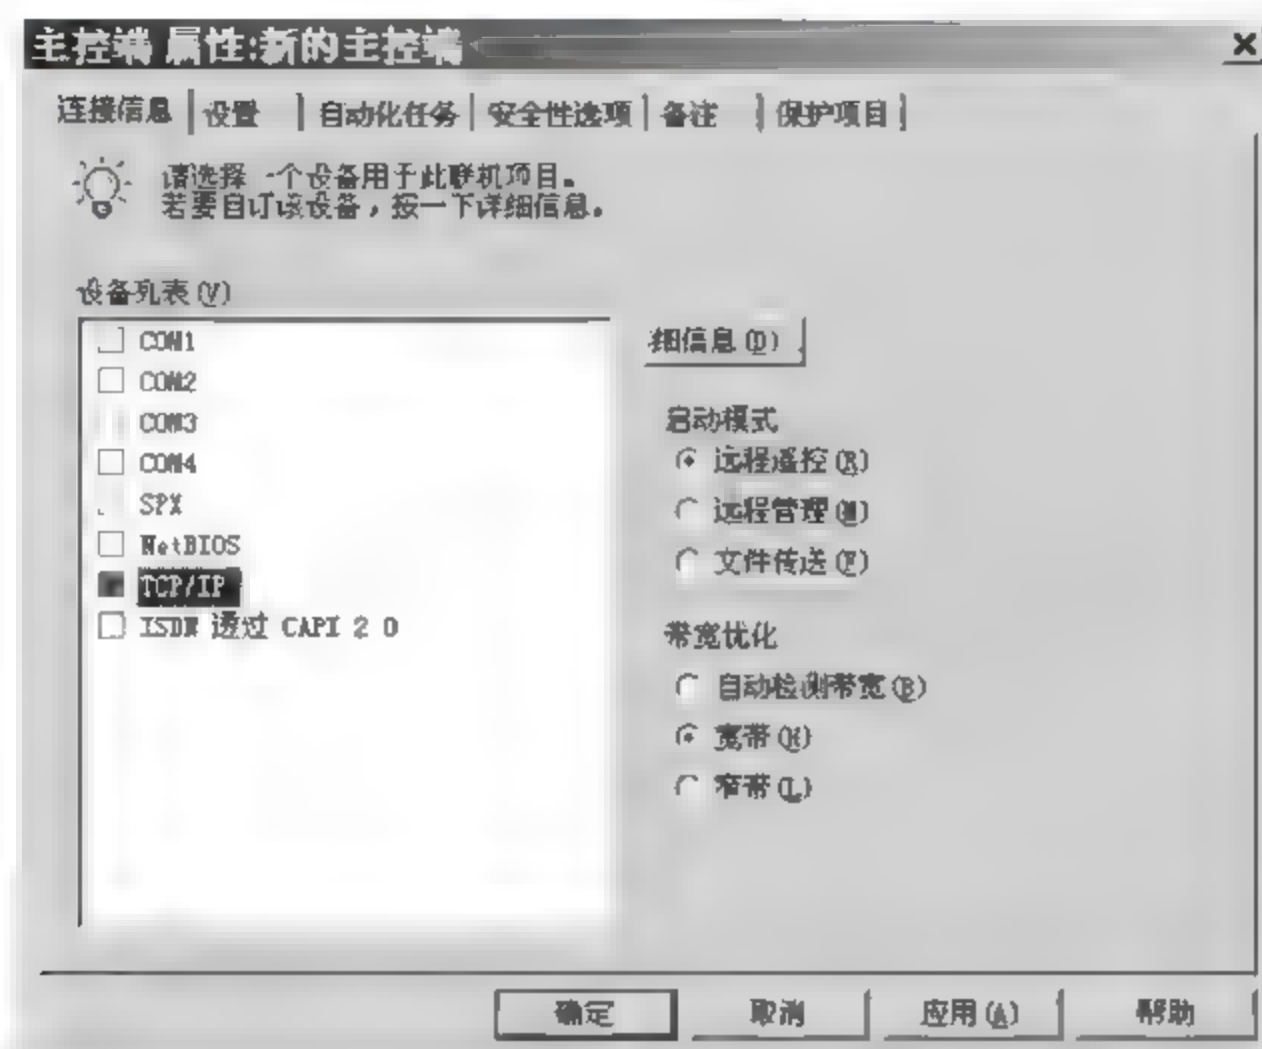 主控端 属性:新的主控端
连接信息 设置 自动化任务 安全性选项 备注 保护项目
请选择一个设备用于此联机项目。
若要自订该设备，按一下详细信息。
设备列表(V)
COM1
COM2
COM3
COM4
SPX
NetBIOS
TCP/IP
ISDN 透过 CAPI 2 0
细信息(D)
启动模式
远程遥控(R)
远程管理(M)
文件传送(F)
带宽优化
自动检测带宽(B)
宽带(H)
窄带(L)
确定 取消 应用(A) 帮助